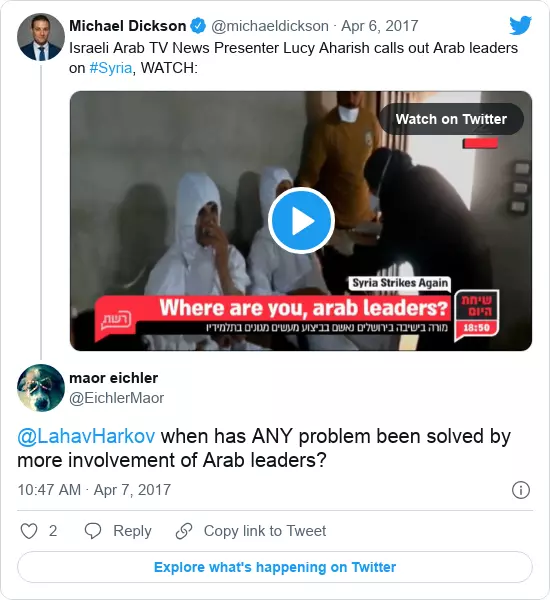 Michael Dickson @michaeldickson · Apr 6, 2017
Israeli Arab TV News Presenter Lucy Aharish calls out Arab leaders
on #Syria, WATCH:
Watch on Twitter
Syria Strikes Again
Where are you, arab leaders?
שיחת
היום
רשת
מורה בישיבה בירושלים נאשם בביצוע מעשים מגונים בתלמידיו
18:50
maor eichler
@EichlerMaor
@LahavHarkov when has ANY problem been solved by
more involvement of Arab leaders?
10:47 AM · Apr 7, 2017
2 Reply Copy link to Tweet
Explore what's happening on Twitter